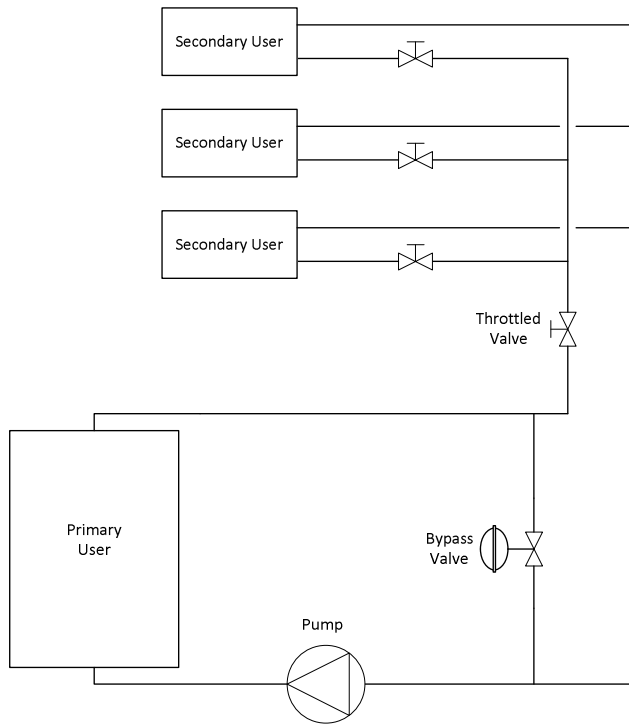 Secondary User
Secondary User
Secondary User
Throttled
Valve
Primary
User
Bypass
Valve
Pump